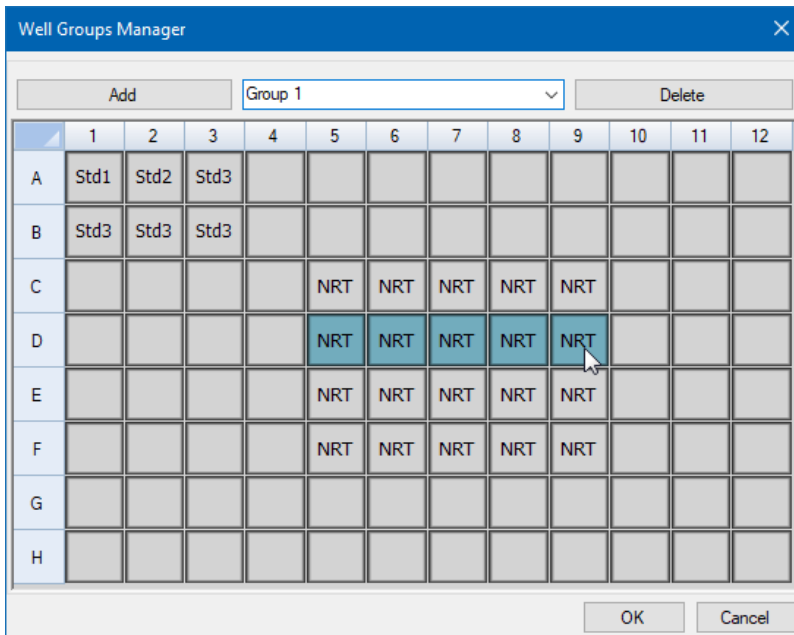 Well Groups Manager
Add Group 1 Delete
1 2 3 4 5 6 7 8 9 10 11 12
A Std1 Std2 Std3
B Std3 Std3 Std3
C NRT NRT NRT NRT NRT
D NRT NRT NRT NRT NRT
E NRT NRT NRT NRT NRT
F NRT NRT NRT NRT NRT
G
H
OK Cancel